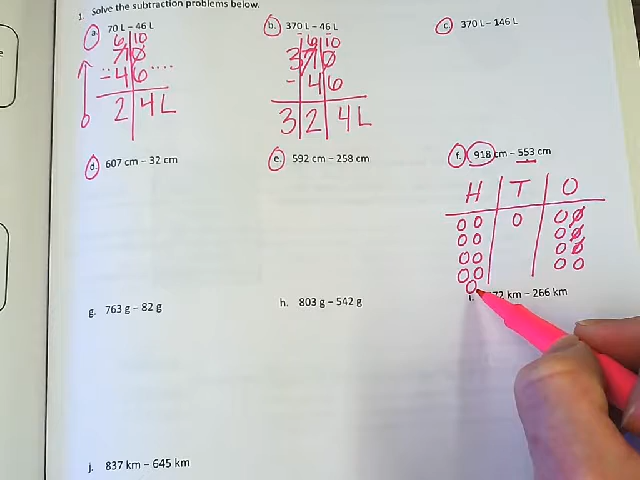 1. Solve the subtraction problems below.
a. 70 L – 46 L
6 10
7 0
- 4 6
2 4 L
b. 370 L – 46 L
6 10
3 7 0
- 4 6
3 2 4 L
c. 370 L – 146 L
d. 607 cm – 32 cm
e. 592 cm – 258 cm
f. 918 cm – 553 cm
H T O
g. 763 g – 82 g
h. 803 g – 542 g
km – 266 km
j. 837 km – 645 km